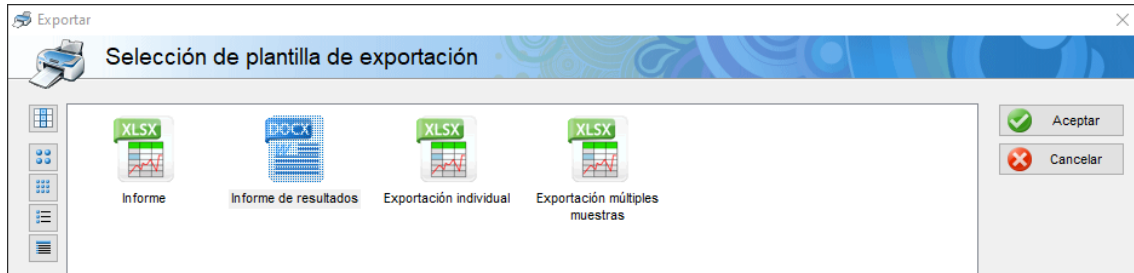 Exportar
Selección de plantilla de exportación
XLSX
DOCX
W
XLSX
XLSX
Informe
Informe de resultados
Exportación individual
Exportación múltiples
muestras
Aceptar
Cancelar